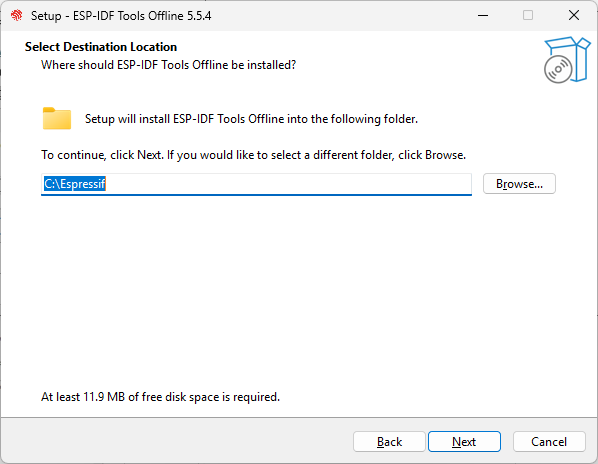 Setup - ESP-IDF Tools Offline 5.5.4
Select Destination Location
Where should ESP-IDF Tools Offline be installed?
Setup will install ESP-IDF Tools Offline into the following folder.
To continue, click Next. If you would like to select a different folder, click Browse.
C:\Espressif
Browse...
At least 11.9 MB of free disk space is required.
Back
Next
Cancel